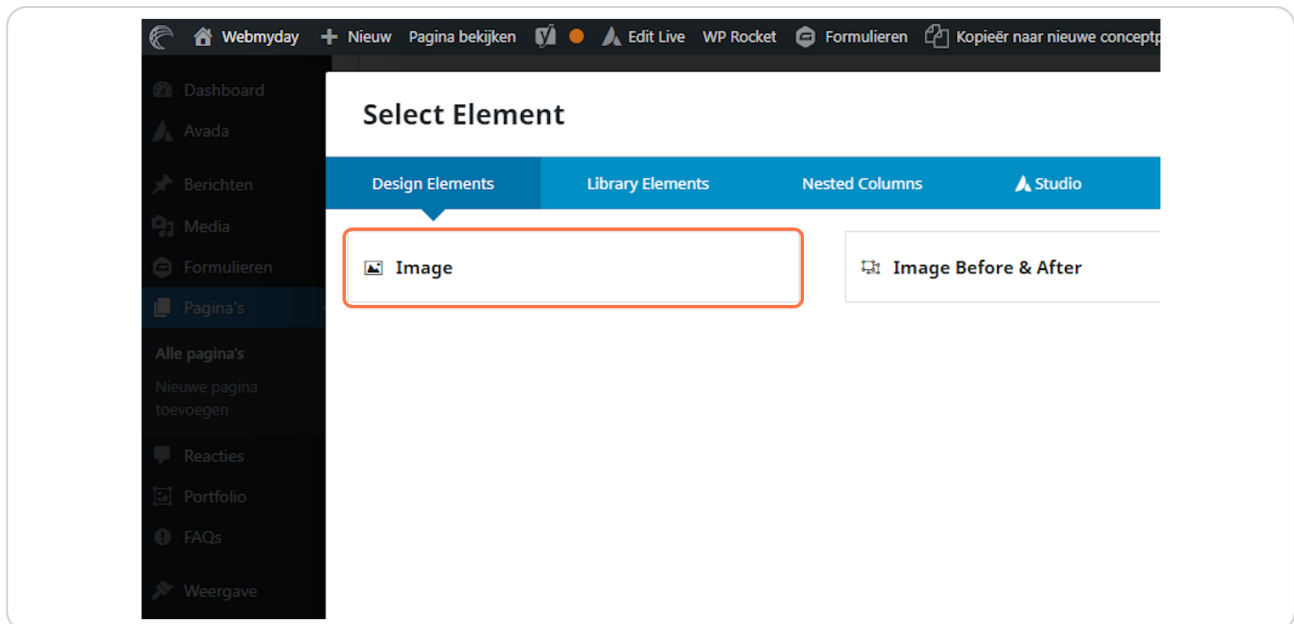 Webmyday Nieuw Pagina bekijken Edit Live WP Rocket Formulieren Kopieër naar nieuwe conceptp
Dashboard
Avada
Berichten
Media
Formulieren
Pagina's
Alle pagina's
Nieuwe pagina
toevoegen
Reacties
Portfolio
FAQs
Weergave
Select Element
Design Elements Library Elements Nested Columns Studio
Image Image Before & After